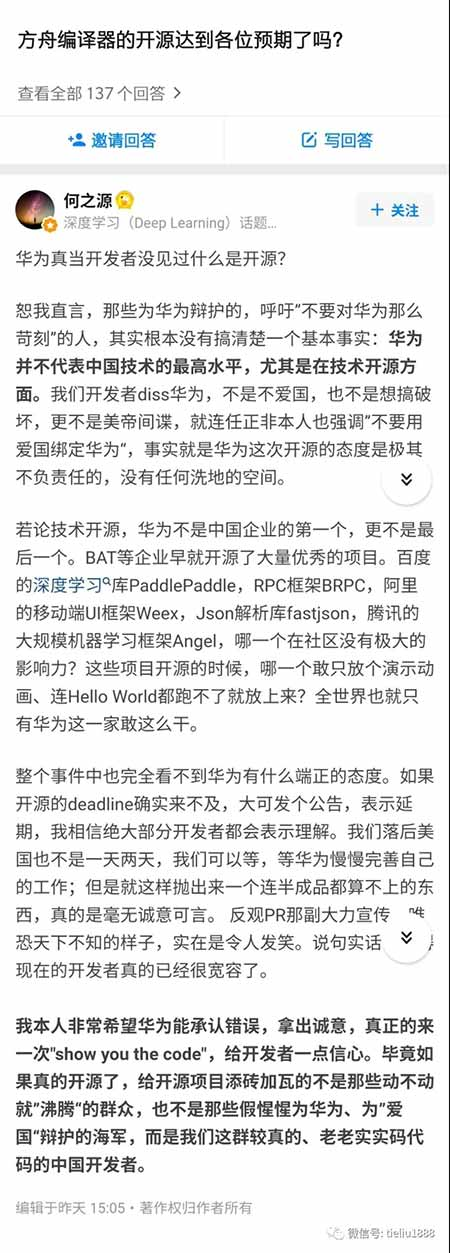 方舟编译器的开源达到各位预期了吗？
查看全部 137 个回答
邀请回答
写回答
何之源
深度学习（Deep Learning）话题...
关注
华为真当开发者没见过什么是开源？
恕我直言，那些为华为辩护的，呼吁”不要对华为那么
苛刻”的人，其实根本没有搞清楚一个基本事实：华为
并不代表中国技术的最高水平，尤其是在技术开源方
面。我们开发者diss华为，不是不爱国，也不是想搞破
坏，更不是美帝间谍，就连任正非本人也强调”不要用
爱国绑定华为“，事实就是华为这次开源的态度是极其
不负责任的，没有任何洗地的空间。
若论技术开源，华为不是中国企业的第一个，更不是最
后一个。BAT等企业早就开源了大量优秀的项目。百度
的深度学习库PaddlePaddle，RPC框架BRPC，阿里
的移动端UI框架Weex，Json解析库fastjson，腾讯的
大规模机器学习框架Angel，哪一个在社区没有极大的
影响力？这些项目开源的时候，哪一个敢只放个演示动
画、连Hello World都跑不了就放上来？全世界也就只
有华为这一家敢这么干。
整个事件中也完全看不到华为有什么端正的态度。如果
开源的deadline确实来不及，大可发个公告，表示延
期，我相信绝大部分开发者都会表示理解。我们落后美
国也不是一天两天，我们可以等，等华为慢慢完善自己
的工作；但是就这样抛出来一个连半成品都算不上的东
西，真的是毫无诚意可言。 反观PR那副大力宣传
恐天下不知的样子，实在是令人发笑。说句实话
现在的开发者真的已经很宽容了。
我本人非常希望华为能承认错误，拿出诚意，真正的来
一次"show you the code"，给开发者一点信心。毕竟如
果真的开源了，给开源项目添砖加瓦的不是那些动不动
就”沸腾“的群众，也不是那些假惺惺为华为、为”爱
国“辩护的海军，而是我们这群较真的、老老实实码代
码的中国开发者。
编辑于昨天 15:05・著作权归作者所有
微信号: tieliu1888